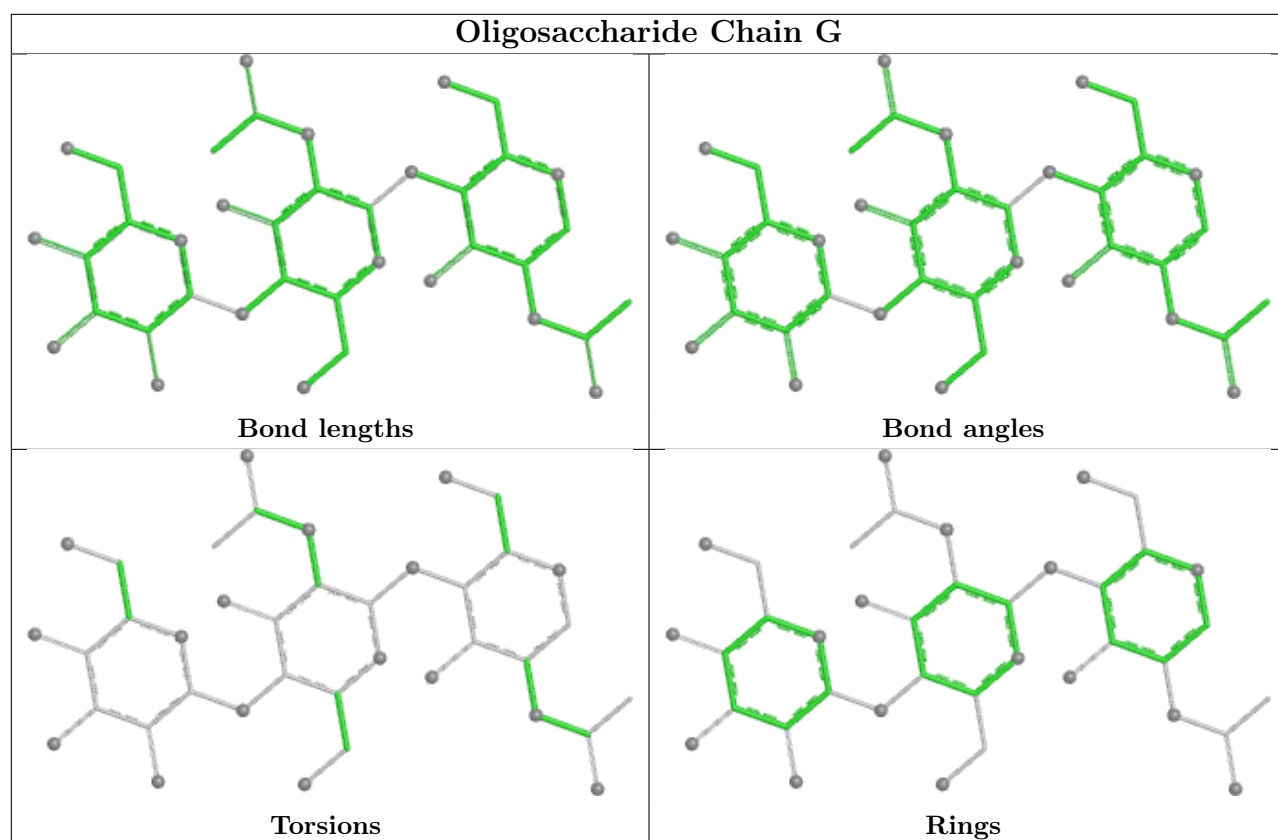 Oligosaccharide Chain G
Bond lengths
Bond angles
Torsions
Rings